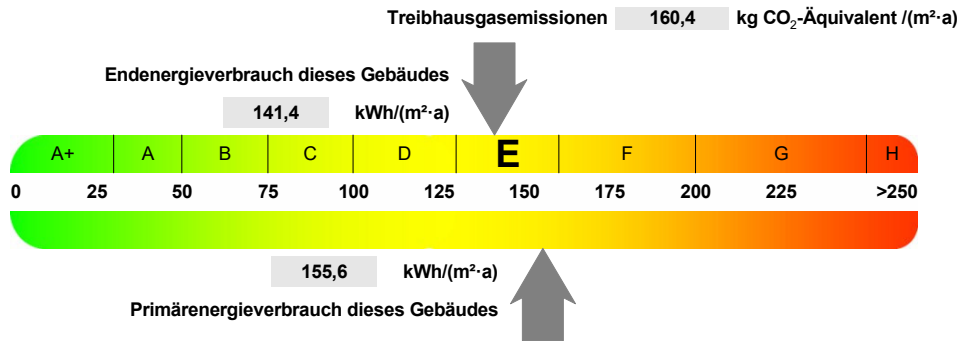 Treibhausgasemissionen 160,4 kg CO₂-Äquivalent /(m²·a)
Endenergieverbrauch dieses Gebäudes
141,4 kWh/(m²·a)
A+ A B C D E F G H
0 25 50 75 100 125 150 175 200 225 >250
155,6 kWh/(m²·a)
Primärenergieverbrauch dieses Gebäudes